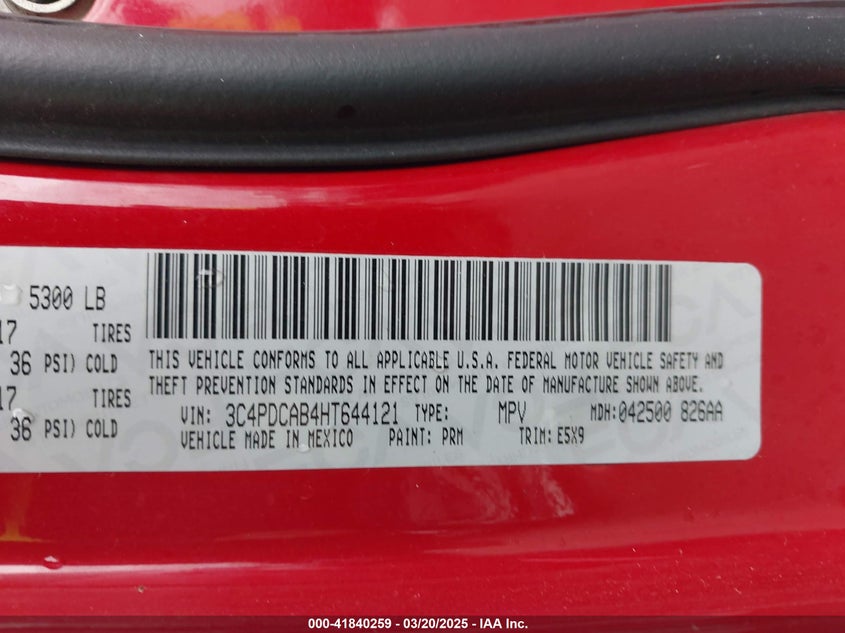 5300 LB
17 TIRES
36 PSI) COLD
17 TIRES
36 PSI) COLD
THIS VEHICLE CONFORMS TO ALL APPLICABLE U.S.A. FEDERAL MOTOR VEHICLE SAFETY AND
THEFT PREVENTION STANDARDS IN EFFECT ON THE DATE OF MANUFACTURE SHOWN ABOVE.
VIN: 3C4PDCAB4HT644121 TYPE: MPV MDH:042500 826AA
VEHICLE MADE IN MEXICO PAINT: PRM TRIM:E5X9
000-41840259 - 03/20/2025 - IAA Inc.